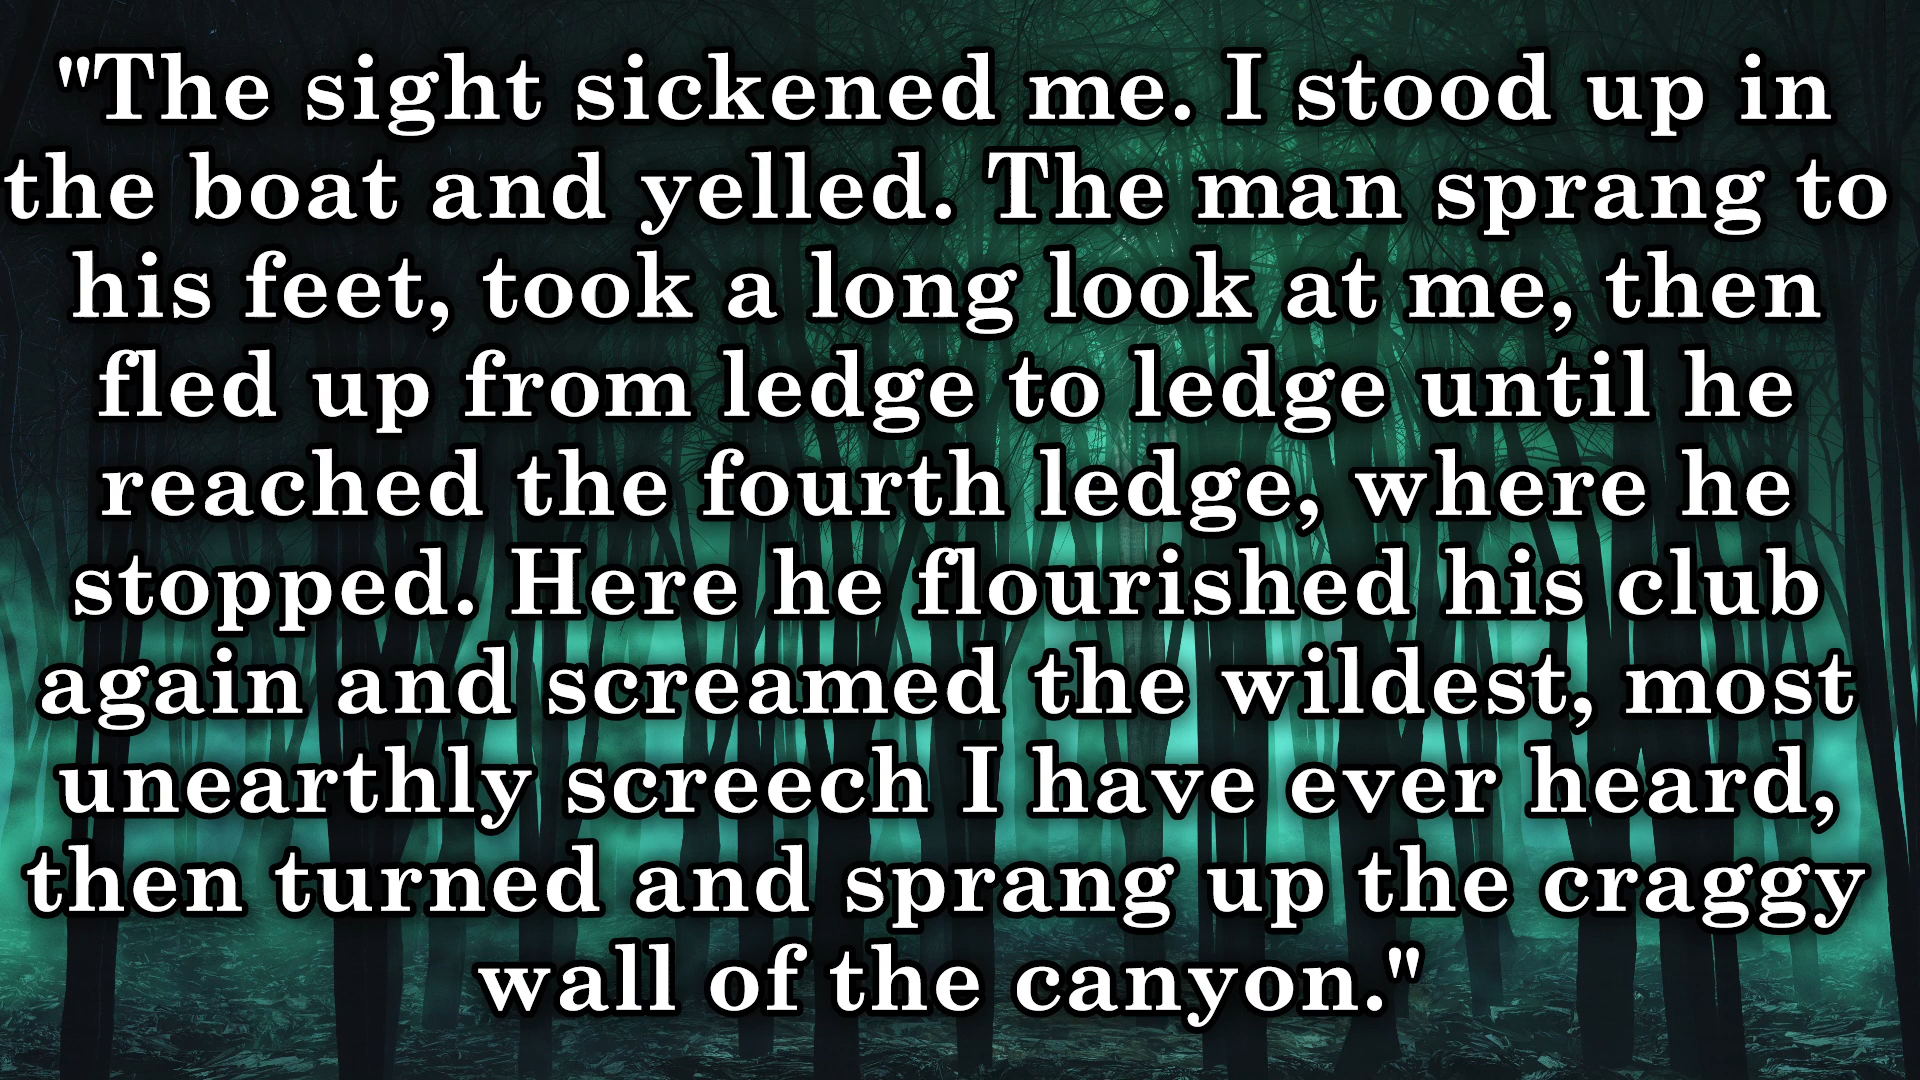 "The sight sickened me. I stood up in
the boat and yelled. The man sprang to
his feet, took a long look at me, then
fled up from ledge to ledge until he
reached the fourth ledge, where he
stopped. Here he flourished his club
again and screamed the wildest, most
unearthly screech I have ever heard,
then turned and sprang up the craggy
wall of the canyon."